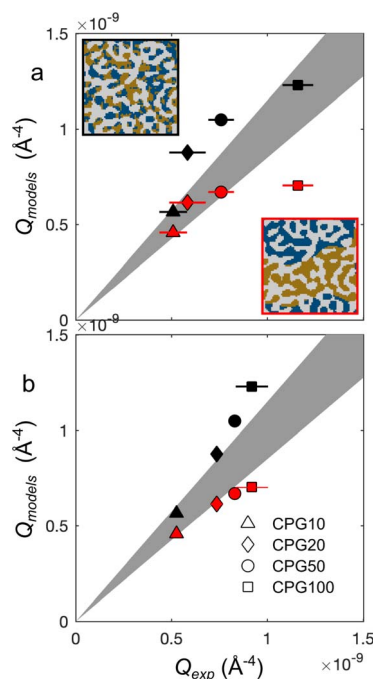 ×10⁻⁹
1.5
a
1
Q_models (Å⁻⁴)
0.5
0
×10⁻⁹
1.5
b
1
Q_models (Å⁻⁴)
CPG10
0.5
CPG20
CPG50
CPG100
0
0 0.5 1 1.5
Q_exp (Å⁻⁴) ×10⁻⁹